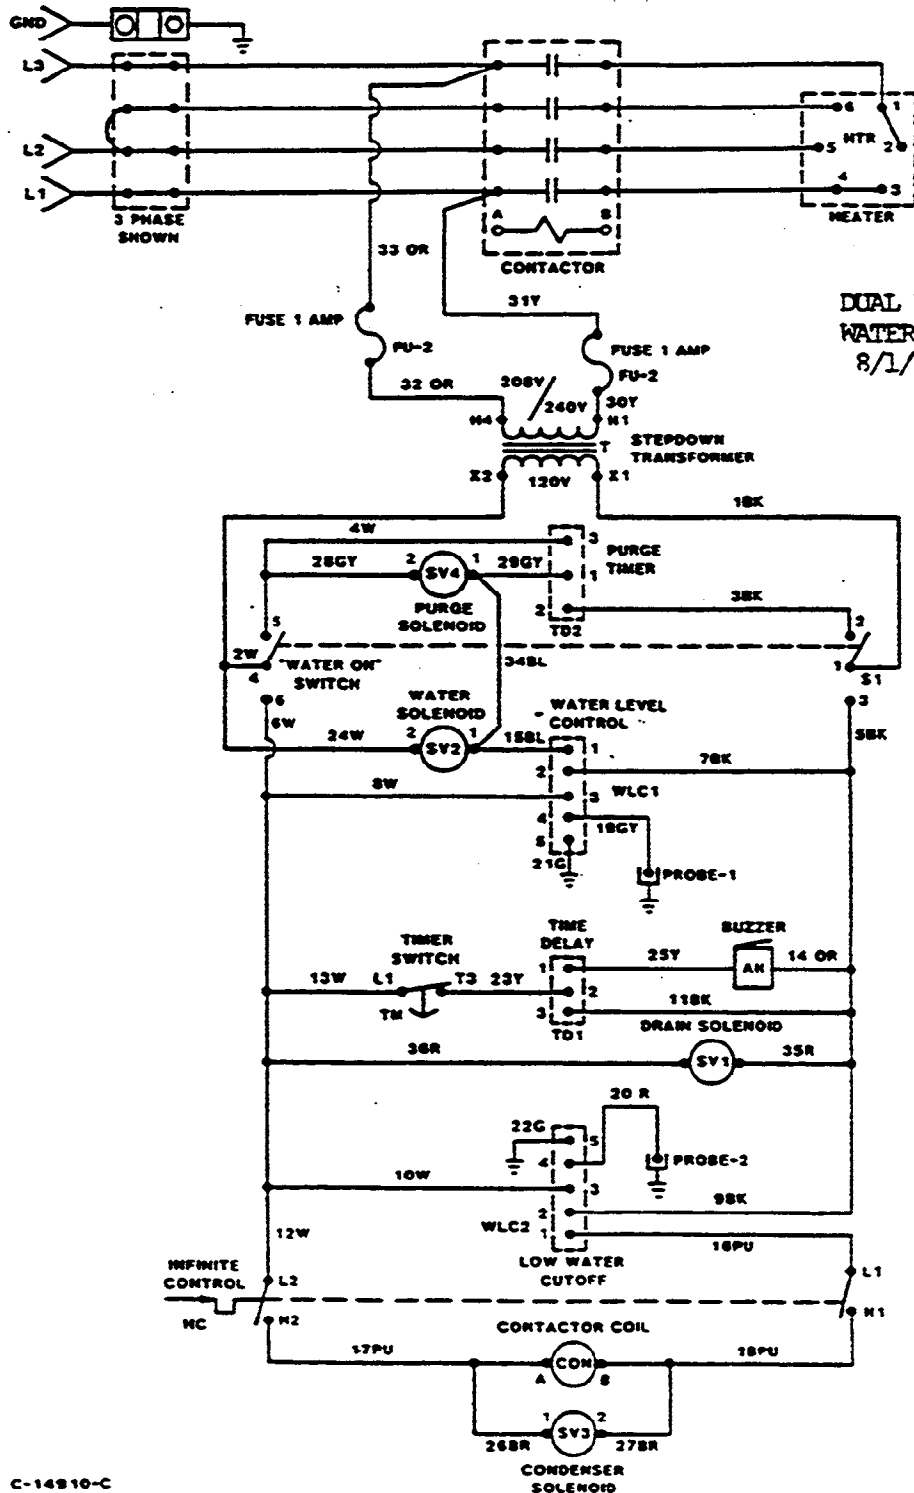 GND
L3
L2
L1
3 PHASE
SHOWN
A B
CONTACTOR
6 1
HTR
5 2
4 3
HEATER
33 OR
31Y
DUAL
WATER
8/1/
FUSE 1 AMP
FU-2
FUSE 1 AMP
FU-2
32 OR
208V
240V
30Y
H4 H1
T
STEPDOWN
TRANSFORMER
X2 120V X1
1BK
4W
3
PURGE
TIMER
28GY 2 SV4 1 29GY 1
PURGE
SOLENOID
2 3BK 2
TD2
5
2W
4
"WATER ON"
SWITCH
34BL
1 S1
6
6W
3
5BK
WATER
SOLENOID
WATER LEVEL
CONTROL
24W 2 SV2 1 15BL 1
2 7BK
8W 3 WLC1
4 19GY
5
21G
PROBE-1
TIMER
SWITCH
TIME
DELAY
BUZZER
1 25Y AH 14 OR
13W L1 T3 23Y 2
TM
3 11BK
TD1
DRAIN SOLENOID
36R SV1 35R
20 R
22G 5
4
PROBE-2
10W 3
2 9BK
WLC2 1
16PU
12W
LOW WATER
CUTOFF
INFINITE
CONTROL
L2 L1
HC
H2 H1
CONTACTOR COIL
17PU CON 18PU
A B
1 SV3 2
26BR 27BR
CONDENSER
SOLENOID
C-14910-C